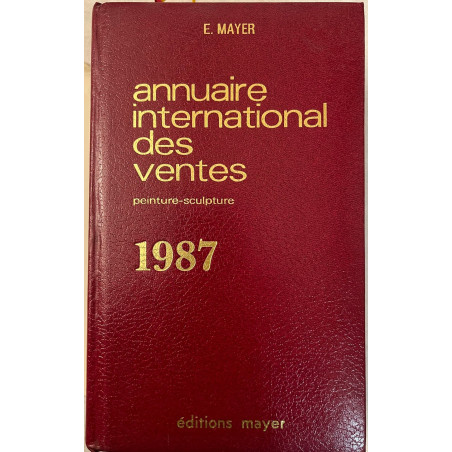 E. MAYER
annuaire
international
des
ventes
peinture-sculpture
1987
éditions mayer